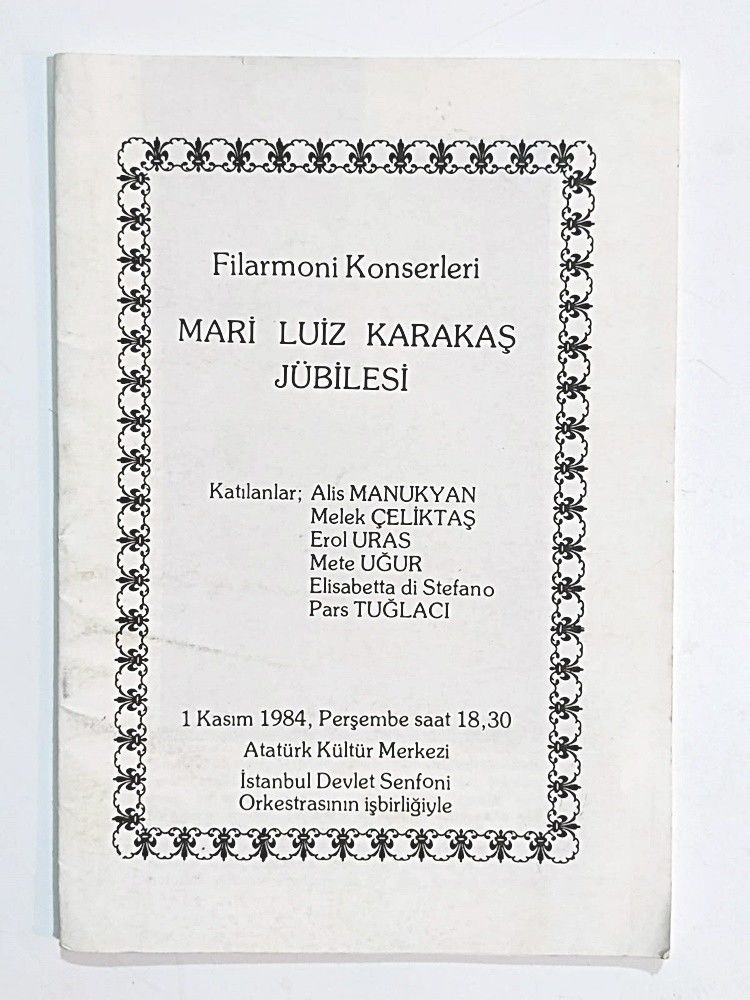 Filarmoni Konserleri
MARİ LUİZ KARAKAŞ
JÜBİLESİ
Katılanlar; Alis MANUKYAN
Melek ÇELİKTAŞ
Erol URAS
Mete UĞUR
Elisabetta di Stefano
Pars TUĞLACI
1 Kasım 1984, Perşembe saat 18,30
Atatürk Kültür Merkezi
İstanbul Devlet Senfoni
Orkestrasının işbirliğiyle